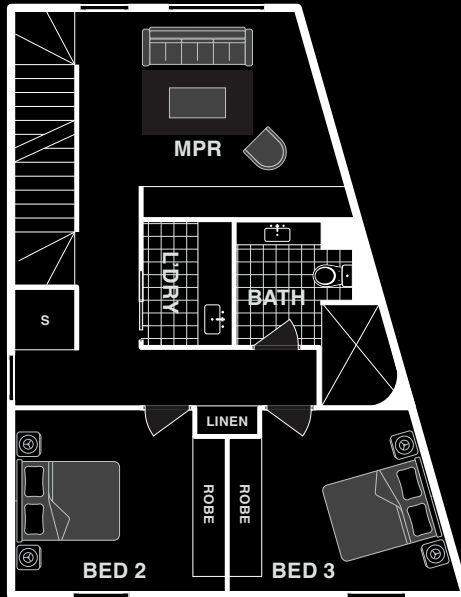 MPR
L'DRY
BATH
S
LINEN
ROBE
ROBE
BED 2
BED 3